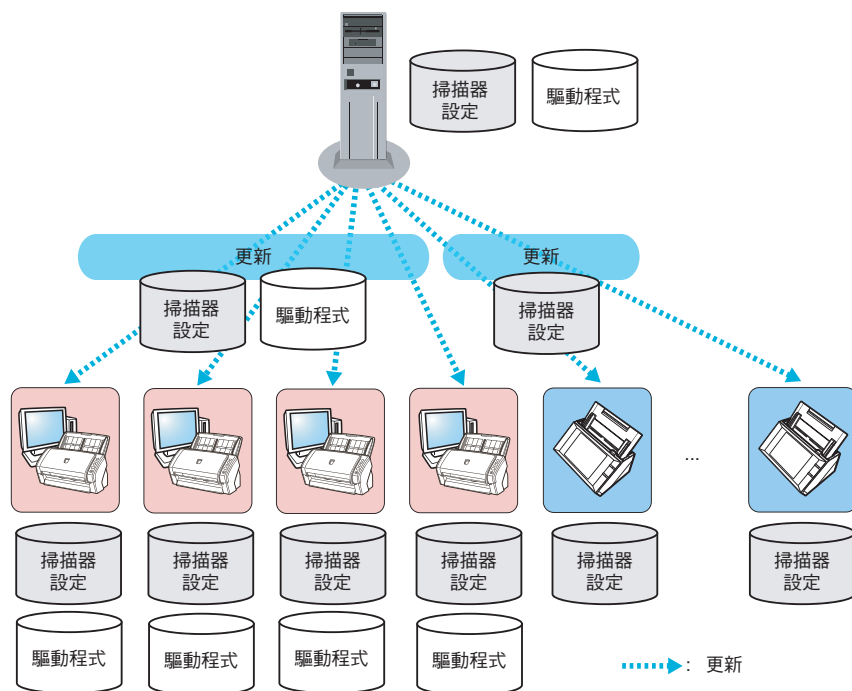 掃描器
設定
驅動程式
更新
更新
掃描器
設定
驅動程式
掃描器
設定
...
掃描器
設定
掃描器
設定
掃描器
設定
掃描器
設定
掃描器
設定
掃描器
設定
驅動程式
驅動程式
驅動程式
驅動程式
: 更新